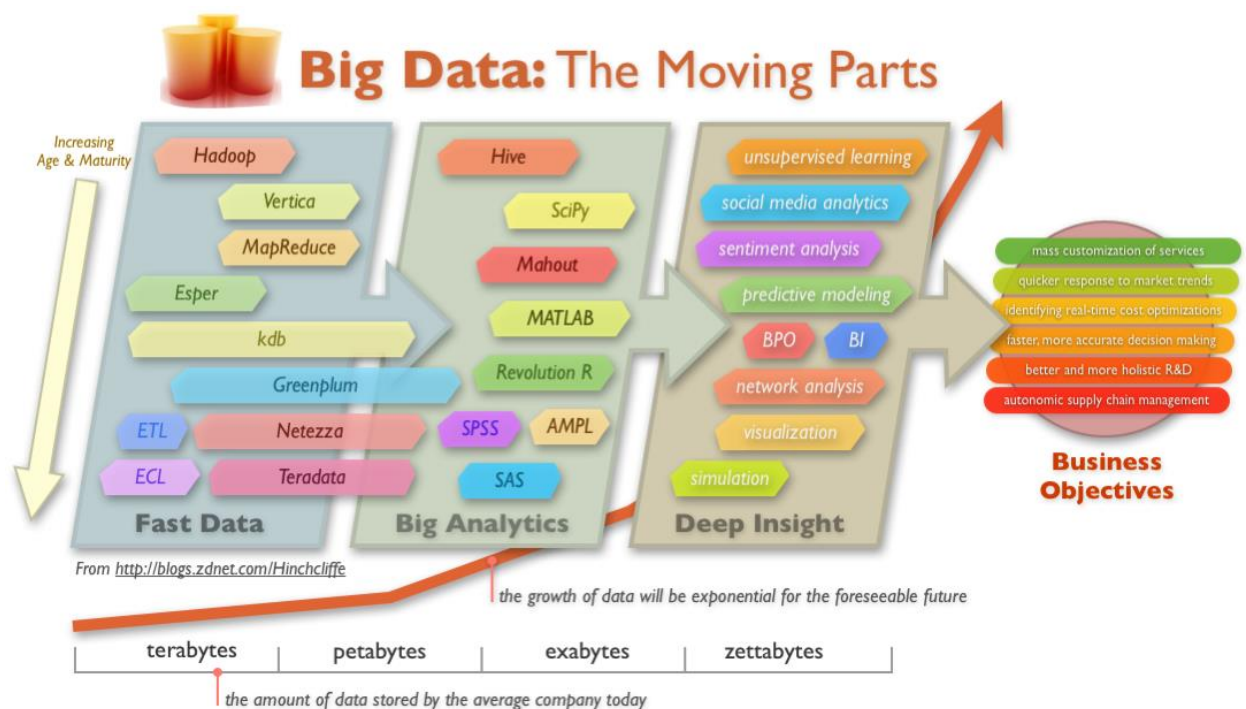 Big Data: The Moving Parts
Increasing
Age & Maturity
Hadoop
Vertica
MapReduce
Esper
kdb
Greenplum
ETL
Netezza
ECL
Teradata
Fast Data
Hive
SciPy
Mahout
MATLAB
Revolution R
SPSS
AMPL
SAS
Big Analytics
unsupervised learning
social media analytics
sentiment analysis
predictive modeling
BPO
BI
network analysis
visualization
simulation
Deep Insight
mass customization of services
quicker response to market trends
identifying real-time cost optimizations
faster, more accurate decision making
better and more holistic R&D
autonomic supply chain management
Business
Objectives
From http://blogs.zdnet.com/Hinchcliffe
the growth of data will be exponential for the foreseeable future
terabytes
petabytes
exabytes
zettabytes
the amount of data stored by the average company today